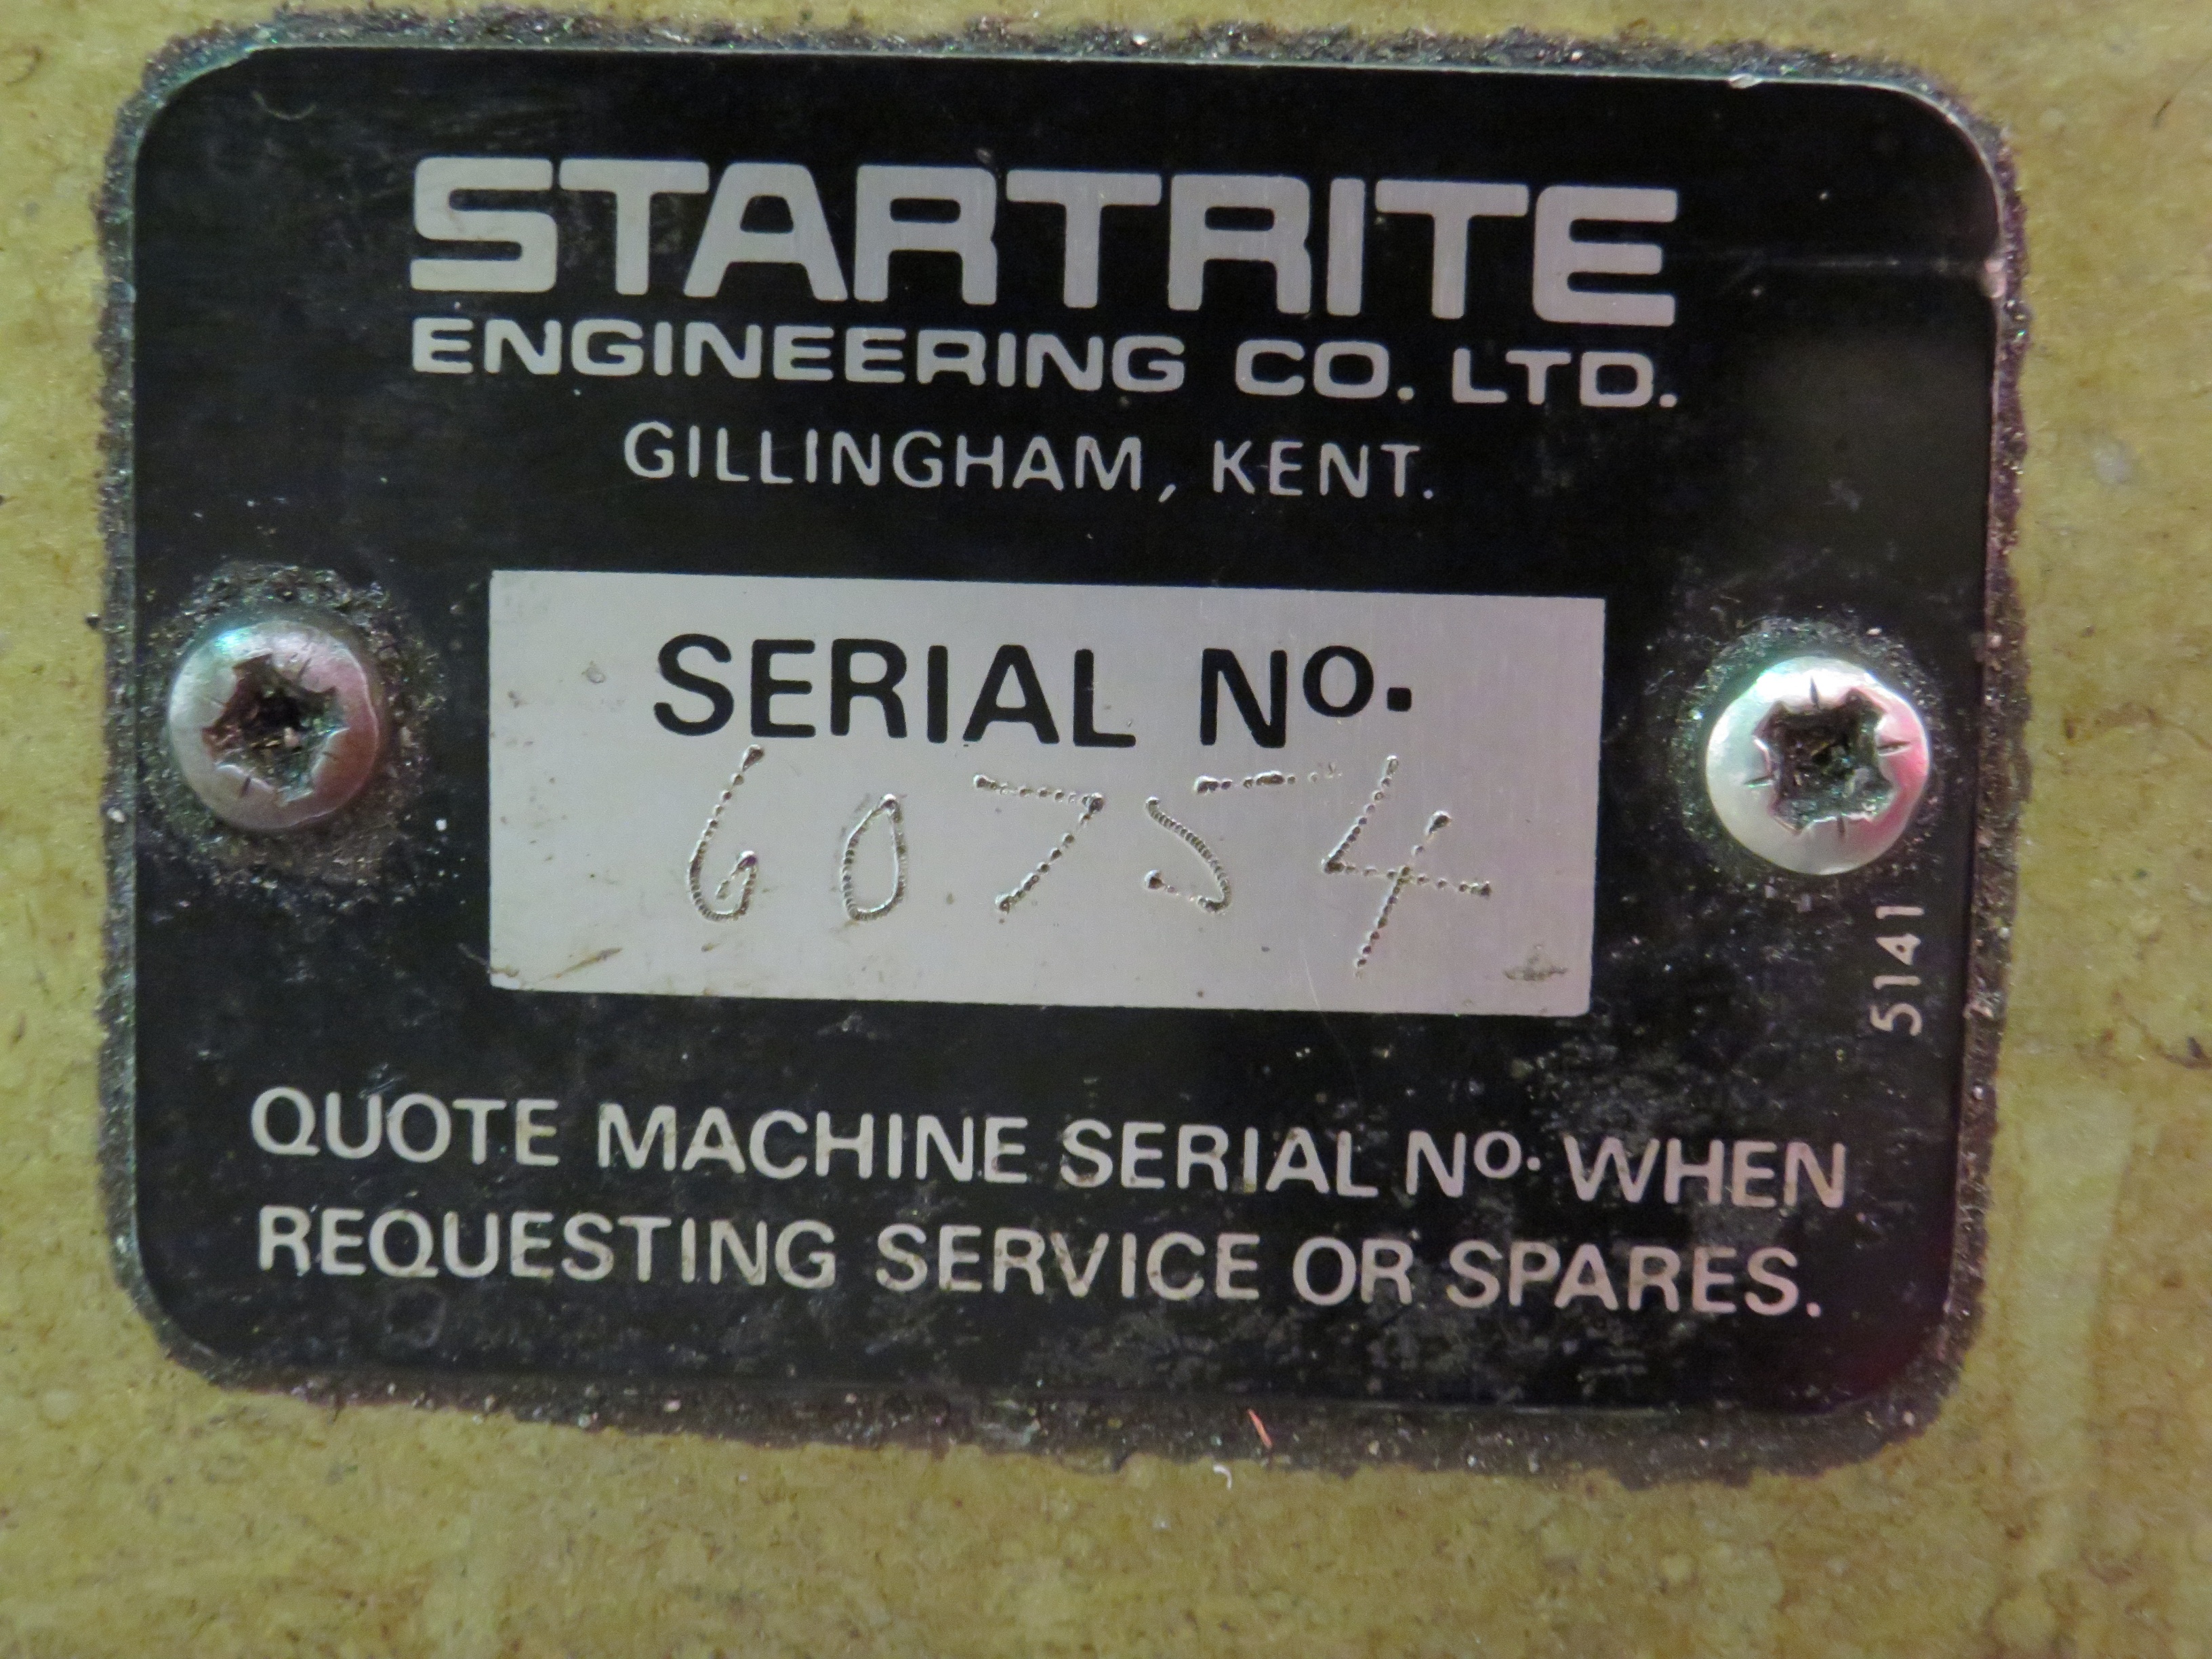 STARTRITE
ENGINEERING CO. LTD.
GILLINGHAM, KENT.
SERIAL Nº.
60754
5141
QUOTE MACHINE SERIAL Nº. WHEN
REQUESTING SERVICE OR SPARES.